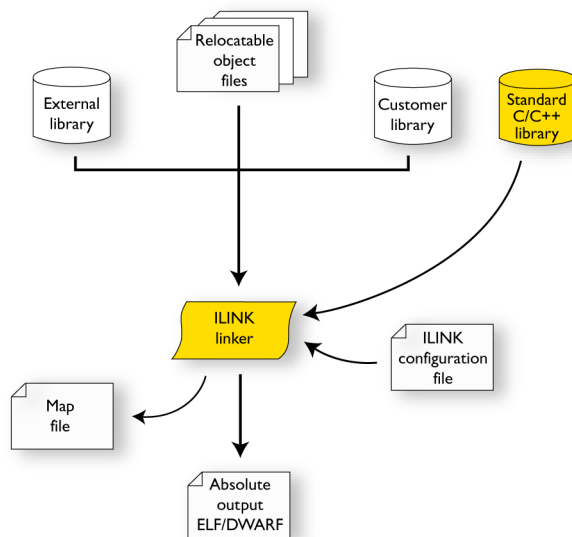 Relocatable
object
files
External
library
Customer
library
Standard
C/C++
library
ILINK
linker
ILINK
configuration
file
Map
file
Absolute
output
ELF/DWARF